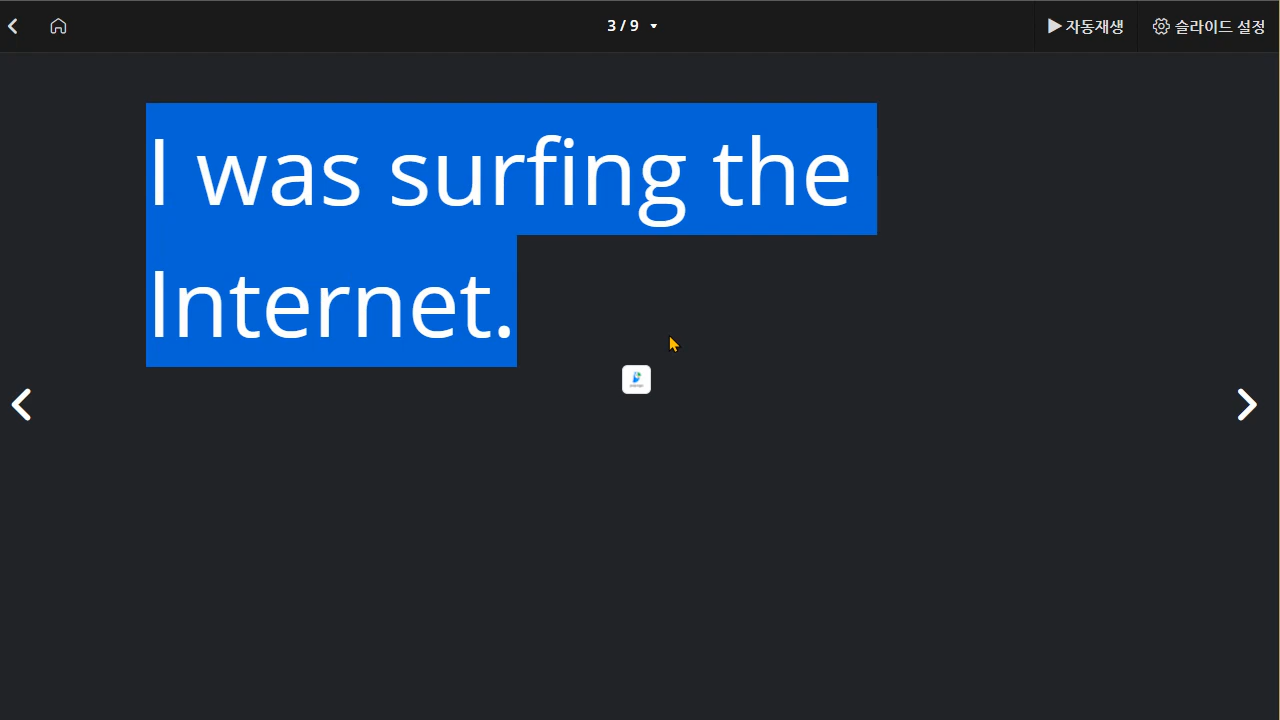 3 / 9
자동재생
슬라이드 설정
I was surfing the
Internet.